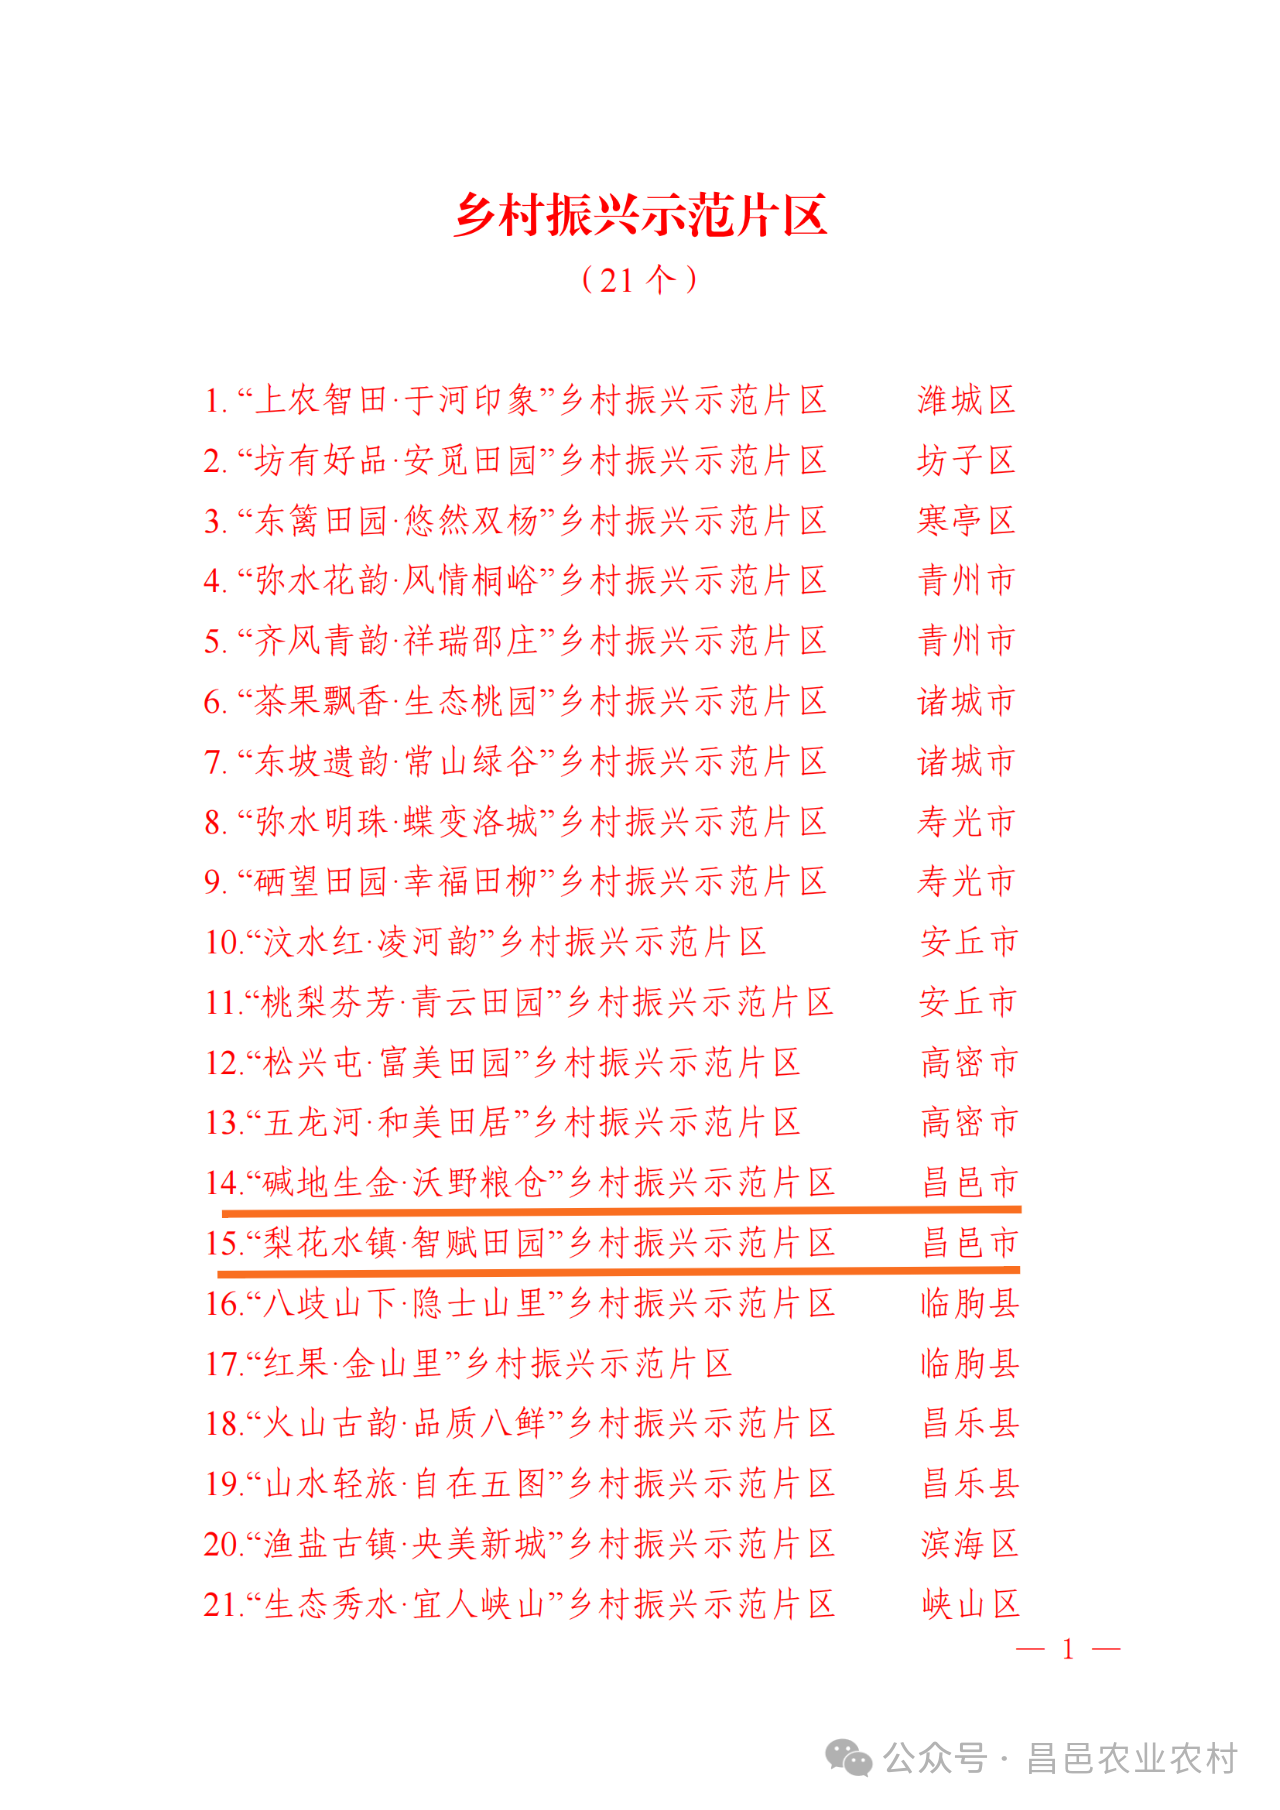 乡村振兴示范片区
（21 个）
1. “上农智田·于河印象”乡村振兴示范片区 潍城区
2. “坊有好品·安觅田园”乡村振兴示范片区 坊子区
3. “东篱田园·悠然双杨”乡村振兴示范片区 寒亭区
4. “弥水花韵·风情桐峪”乡村振兴示范片区 青州市
5. “齐风青韵·祥瑞邵庄”乡村振兴示范片区 青州市
6. “茶果飘香·生态桃园”乡村振兴示范片区 诸城市
7. “东坡遗韵·常山绿谷”乡村振兴示范片区 诸城市
8. “弥水明珠·蝶变洛城”乡村振兴示范片区 寿光市
9. “硒望田园·幸福田柳”乡村振兴示范片区 寿光市
10.“汶水红·凌河韵”乡村振兴示范片区 安丘市
11.“桃梨芬芳·青云田园”乡村振兴示范片区 安丘市
12.“松兴屯·富美田园”乡村振兴示范片区 高密市
13.“五龙河·和美田居”乡村振兴示范片区 高密市
14.“碱地生金·沃野粮仓”乡村振兴示范片区 昌邑市
15.“梨花水镇·智赋田园”乡村振兴示范片区 昌邑市
16.“八歧山下·隐士山里”乡村振兴示范片区 临朐县
17.“红果·金山里”乡村振兴示范片区 临朐县
18.“火山古韵·品质八鲜”乡村振兴示范片区 昌乐县
19.“山水轻旅·自在五图”乡村振兴示范片区 昌乐县
20.“渔盐古镇·央美新城”乡村振兴示范片区 滨海区
21.“生态秀水·宜人峡山”乡村振兴示范片区 峡山区
— 1 —
公众号 · 昌邑农业农村